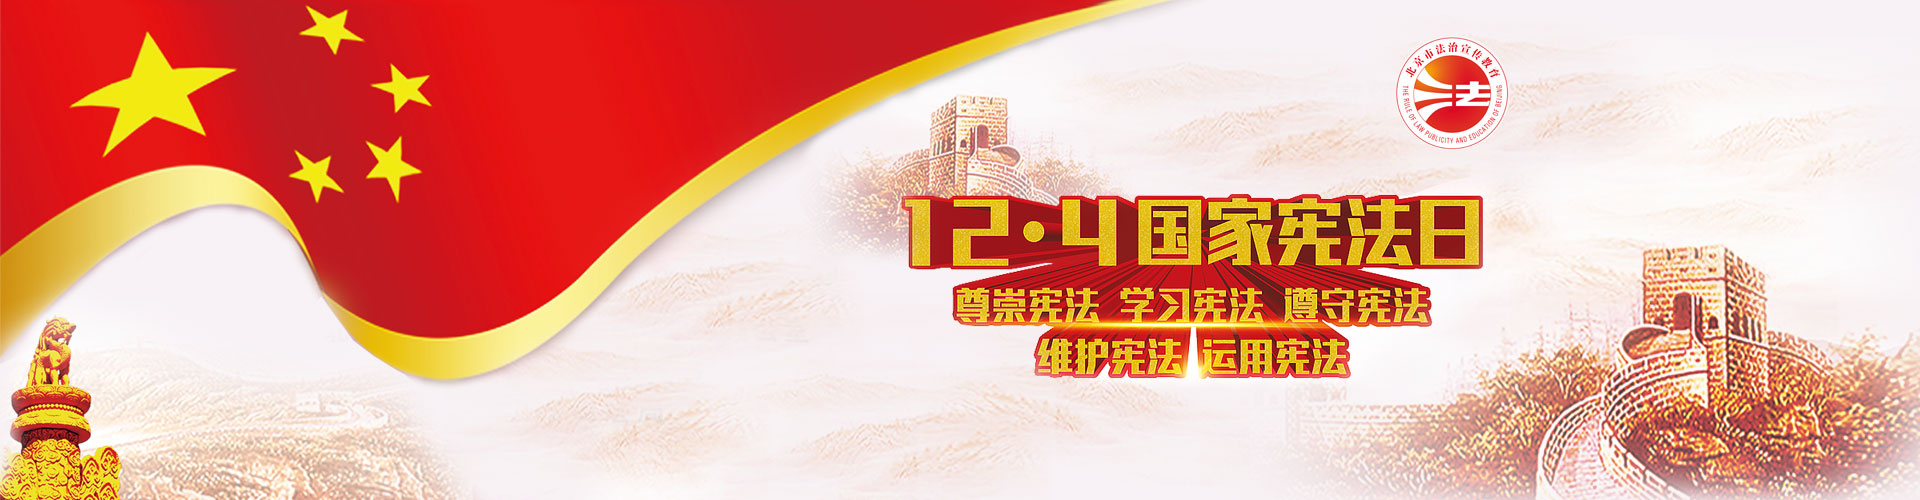 北京市法治宣传教育
THE RULE OF LAW PUBLICITY AND EDUCATION OF BEIJING
法
12·4国家宪法日
尊崇宪法 学习宪法 遵守宪法
维护宪法 运用宪法